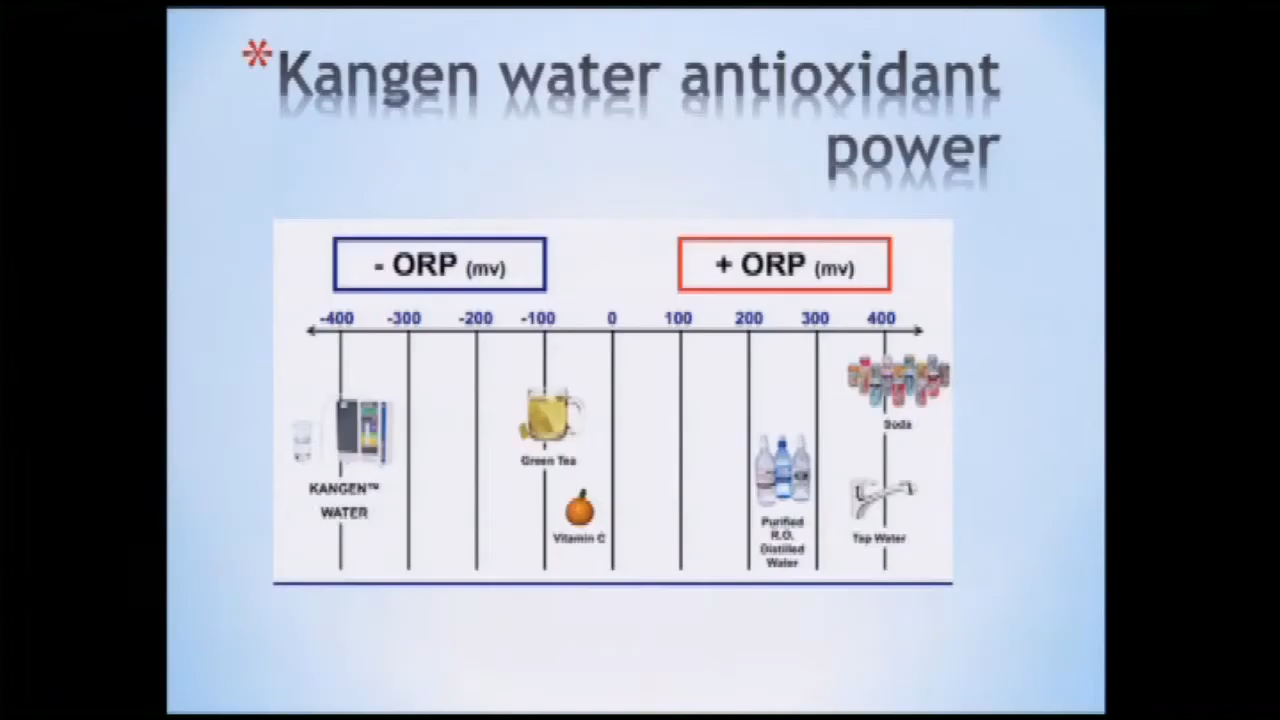 *Kangen water antioxidant
power
- ORP (mv)
+ ORP (mv)
-400 -300 -200 -100 0 100 200 300 400
KANGEN™
WATER
Green Tea
Vitamin C
Purified
R.O.
Distilled
Water
Soda
Tap Water